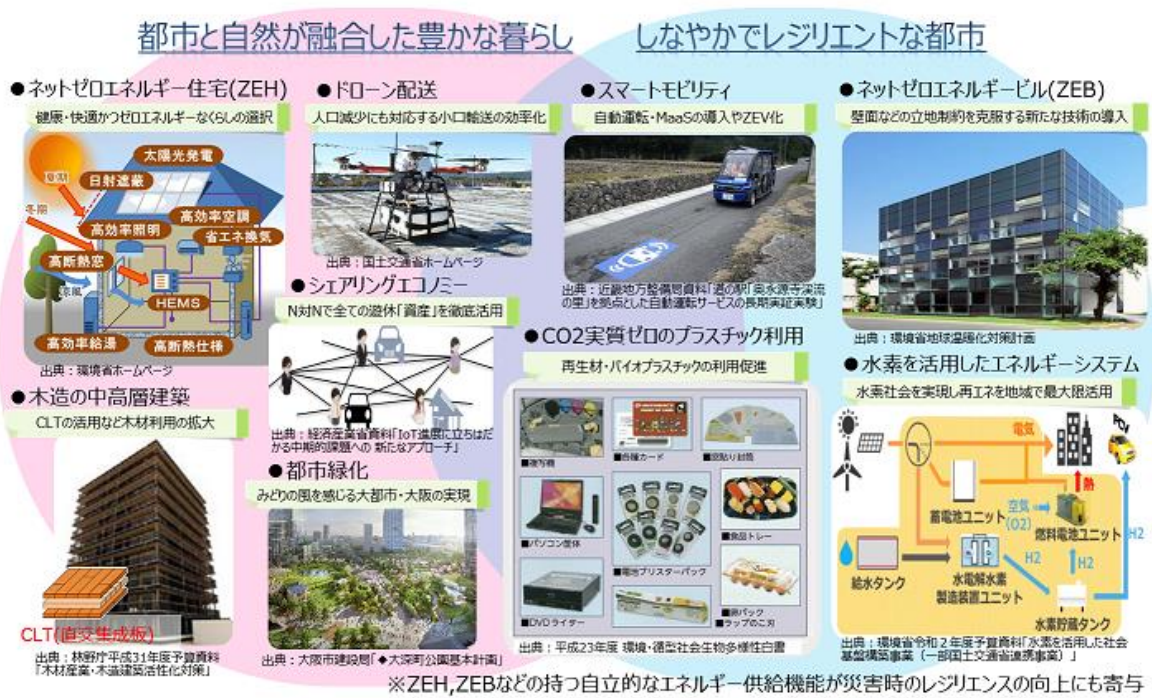 都市と自然が融合した豊かな暮らし
しなやかでレジリエントな都市
●ネットゼロエネルギー住宅(ZEH)
健康・快適かつゼロエネルギーなくらしの選択
太陽光発電
夏期
日射遮蔽
冬期
高効率空調
高効率照明
省エネ換気
高断熱窓
涼風
HEMS
高効率給湯
高断熱仕様
出典：環境省ホームページ
●木造の中高層建築
CLTの活用など木材利用の拡大
CLT(直交集成板)
出典：林野庁平成31年度予算資料
「木材産業・木造建築活性化対策」
●ドローン配送
人口減少にも対応する小口輸送の効率化
出典：国土交通省ホームページ
●シェアリングエコノミー
N対Nで全ての遊休「資産」を徹底活用
出典：経済産業省資料「IoT進展に立ちはだ
かる中期的課題への 新たなアプローチ」
●都市緑化
みどりの風を感じる大都市・大阪の実現
出典：大阪市建設局「◆大深町公園基本計画」
●スマートモビリティ
自動運転・MaaSの導入やZEV化
出典：近畿地方整備局資料「道の駅「奥永源寺渓流
の里」を拠点とした自動運転サービスの長期実証実験」
●CO2実質ゼロのプラスチック利用
再生材・バイオプラスチックの利用促進
■複写機
■各種カード
■窓貼り封筒
■パソコン筐体
■電池ブリスターパック
■食品トレー
■DVDライター
■卵パック
■ラップのこ刃
出典：平成23年度 環境・循型社会生物多様性白書
●ネットゼロエネルギービル(ZEB)
壁面などの立地制約を克服する新たな技術の導入
出典：環境省地球温暖化対策計画
●水素を活用したエネルギーシステム
水素社会を実現し再エネを地域で最大限活用
電気
FCV
熱
蓄電池ユニット
空気
(O2)
燃料電池ユニット
H2
給水タンク
水電解水素
製造装置ユニット
H2
H2
水素貯蔵タンク
出典：環境省令和２年度予算資料「水素を活用した社会
基盤構築事業（一部国土交通省連携事業）」
※ZEH,ZEBなどの持つ自立的なエネルギー供給機能が災害時のレジリエンスの向上にも寄与